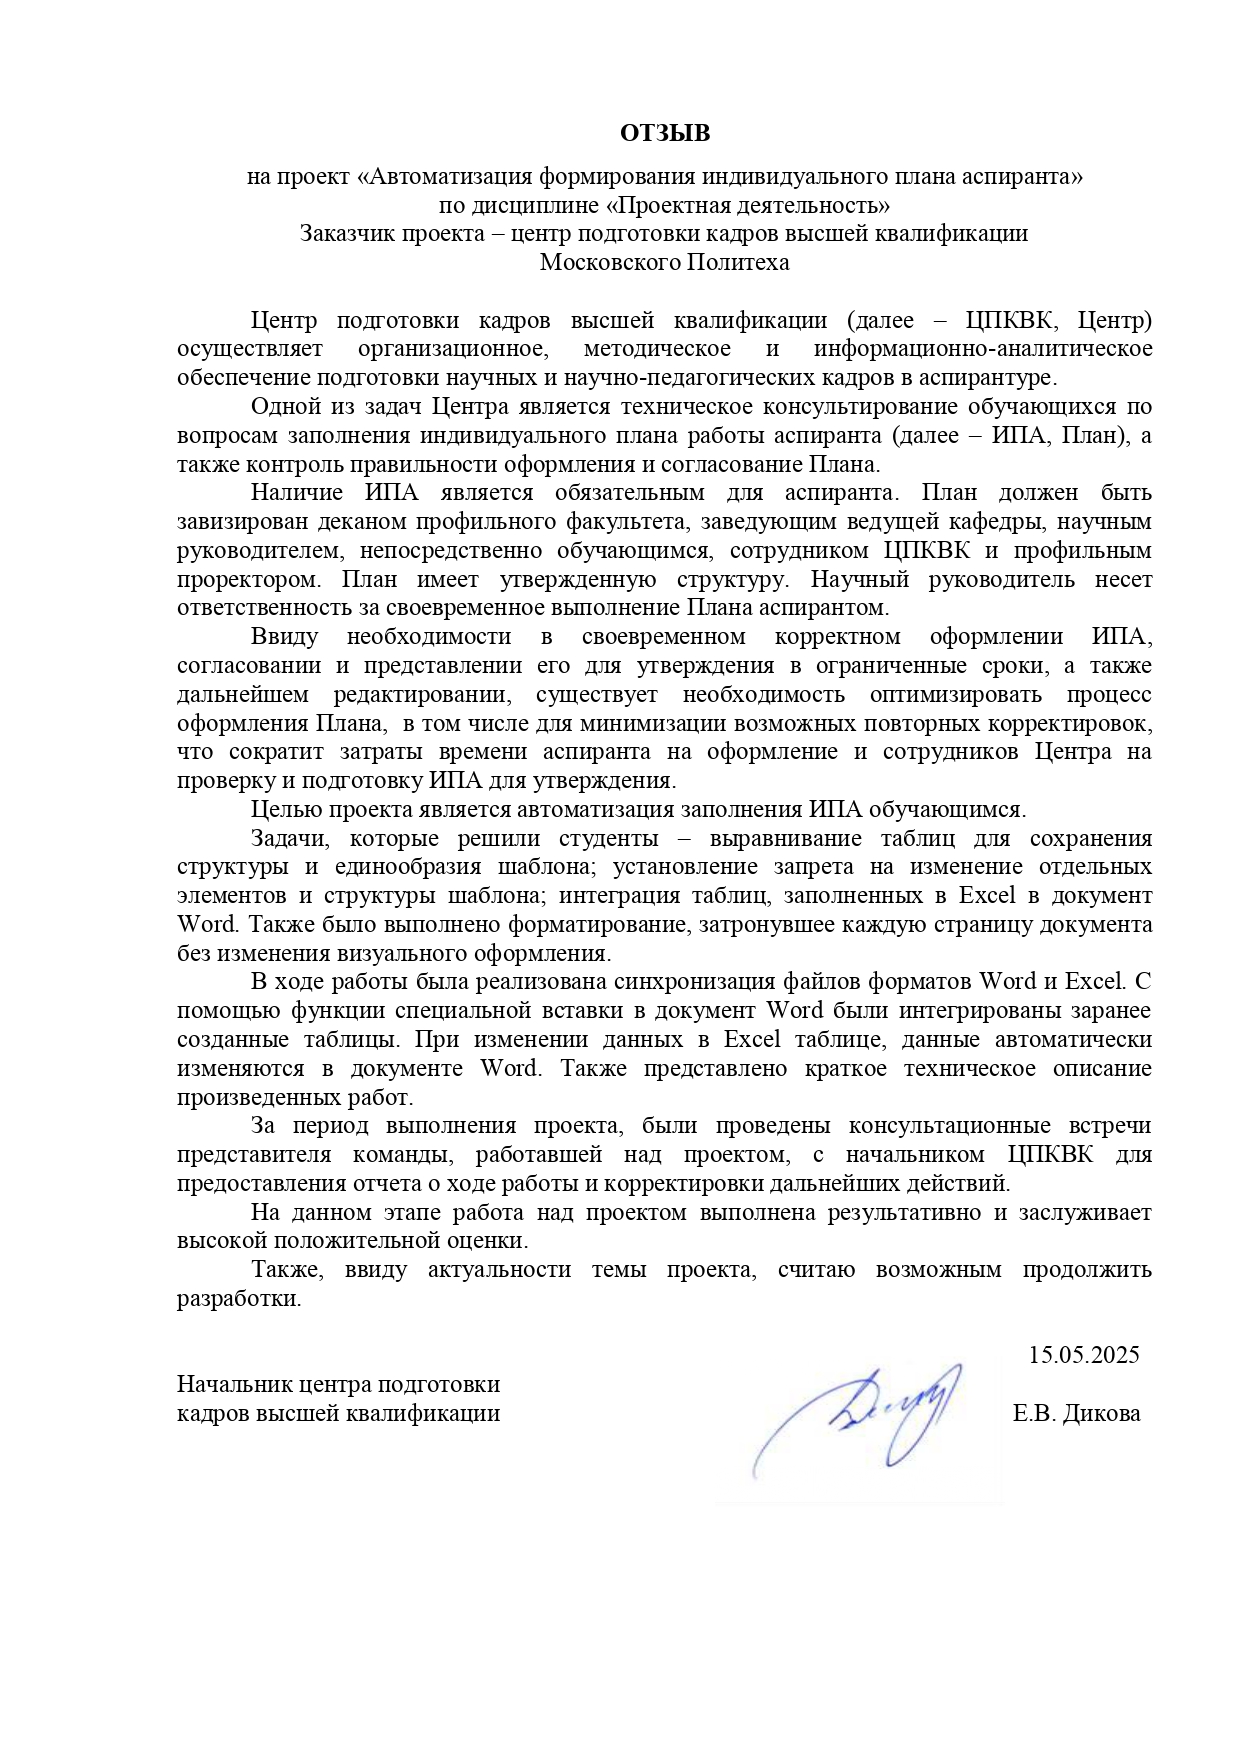 ОТЗЫВ
на проект «Автоматизация формирования индивидуального плана аспиранта»
по дисциплине «Проектная деятельность»
Заказчик проекта – центр подготовки кадров высшей квалификации
Московского Политеха
Центр подготовки кадров высшей квалификации (далее – ЦПКВК, Центр)
осуществляет организационное, методическое и информационно-аналитическое
обеспечение подготовки научных и научно-педагогических кадров в аспирантуре.
Одной из задач Центра является техническое консультирование обучающихся по
вопросам заполнения индивидуального плана работы аспиранта (далее – ИПА, План), а
также контроль правильности оформления и согласование Плана.
Наличие ИПА является обязательным для аспиранта. План должен быть
завизирован деканом профильного факультета, заведующим ведущей кафедры, научным
руководителем, непосредственно обучающимся, сотрудником ЦПКВК и профильным
проректором. План имеет утвержденную структуру. Научный руководитель несет
ответственность за своевременное выполнение Плана аспирантом.
Ввиду необходимости в своевременном корректном оформлении ИПА,
согласовании и представлении его для утверждения в ограниченные сроки, а также
дальнейшем редактировании, существует необходимость оптимизировать процесс
оформления Плана, в том числе для минимизации возможных повторных корректировок,
что сократит затраты времени аспиранта на оформление и сотрудников Центра на
проверку и подготовку ИПА для утверждения.
Целью проекта является автоматизация заполнения ИПА обучающимся.
Задачи, которые решили студенты – выравнивание таблиц для сохранения
структуры и единообразия шаблона; установление запрета на изменение отдельных
элементов и структуры шаблона; интеграция таблиц, заполненных в Excel в документ
Word. Также было выполнено форматирование, затронувшее каждую страницу документа
без изменения визуального оформления.
В ходе работы была реализована синхронизация файлов форматов Word и Excel. С
помощью функции специальной вставки в документ Word были интегрированы заранее
созданные таблицы. При изменении данных в Excel таблице, данные автоматически
изменяются в документе Word. Также представлено краткое техническое описание
произведенных работ.
За период выполнения проекта, были проведены консультационные встречи
представителя команды, работавшей над проектом, с начальником ЦПКВК для
предоставления отчета о ходе работы и корректировки дальнейших действий.
На данном этапе работа над проектом выполнена результативно и заслуживает
высокой положительной оценки.
Также, ввиду актуальности темы проекта, считаю возможным продолжить
разработки.
15.05.2025
Начальник центра подготовки
кадров высшей квалификации Е.В. Дикова